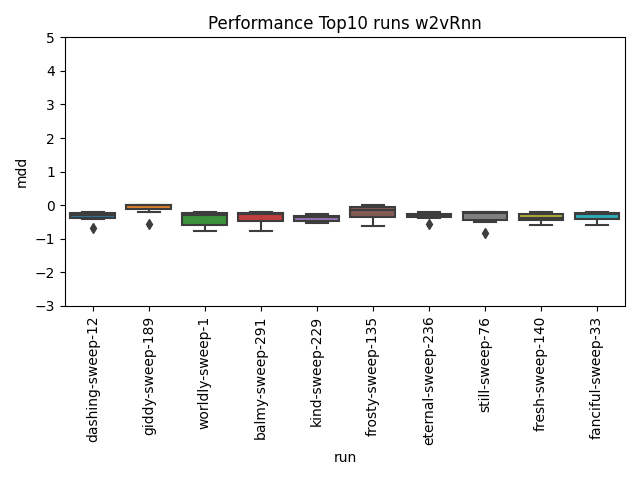 Performance Top10 runs w2vRnn
5
4
3
2
1
0
−1
−2
−3
mdd
dashing-sweep-12
giddy-sweep-189
worldly-sweep-1
balmy-sweep-291
kind-sweep-229
frosty-sweep-135
eternal-sweep-236
still-sweep-76
fresh-sweep-140
fanciful-sweep-33
run